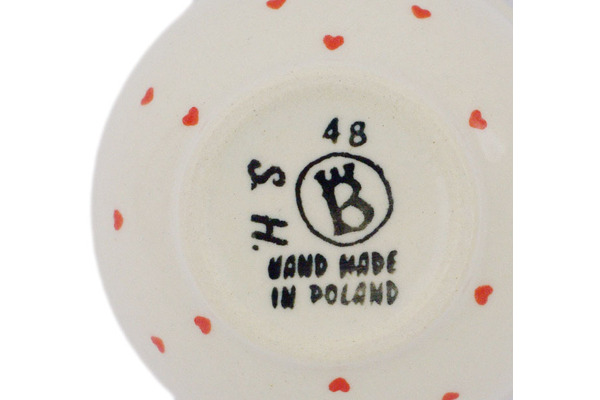 48
B
S. H.
HAND MADE
IN POLAND